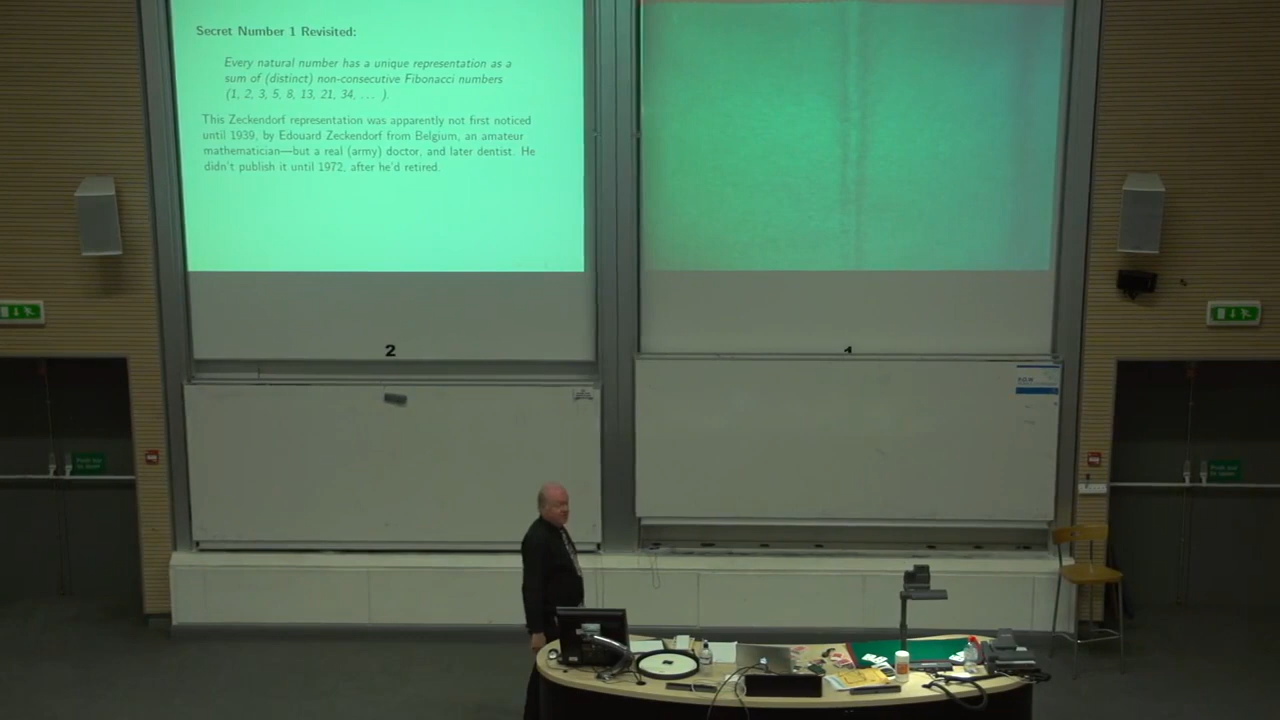 Secret Number 1 Revisited:
Every natural number has a unique representation as a
sum of (distinct) non-consecutive Fibonacci numbers
(1, 2, 3, 5, 8, 13, 21, 34, ... ).
This Zeckendorf representation was apparently not first noticed
until 1939, by Edouard Zeckendorf from Belgium, an amateur
mathematician—but a real (army) doctor, and later dentist. He
didn't publish it until 1972, after he'd retired.
2
1